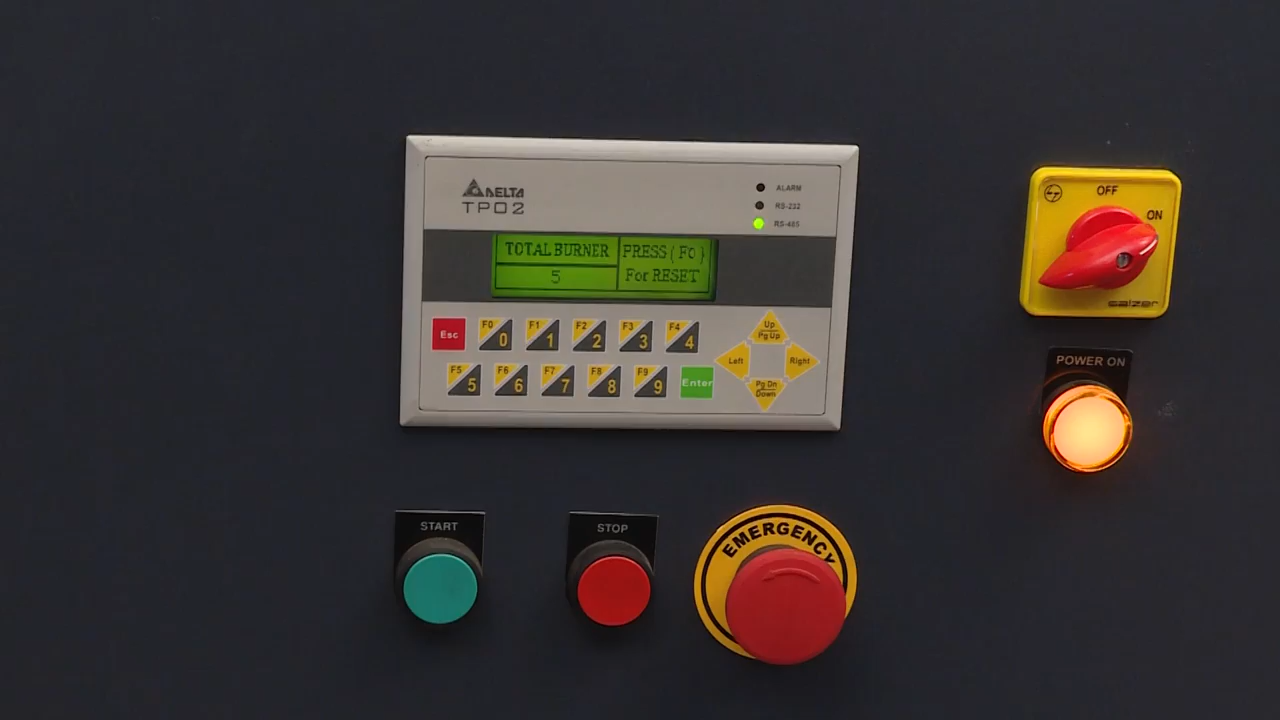 DELTA
TP02
ALARM
RS-232
RS-485
TOTAL BURNER
5
PRESS ( F0 )
For RESET
Esc
F0 0
F1 1
F2 2
F3 3
F4 4
F5 5
F6 6
F7 7
F8 8
F9 9
Enter
Up
Pg Up
Left
Right
Pg Dn
Down
OFF
ON
salzer
POWER ON
START
STOP
EMERGENCY